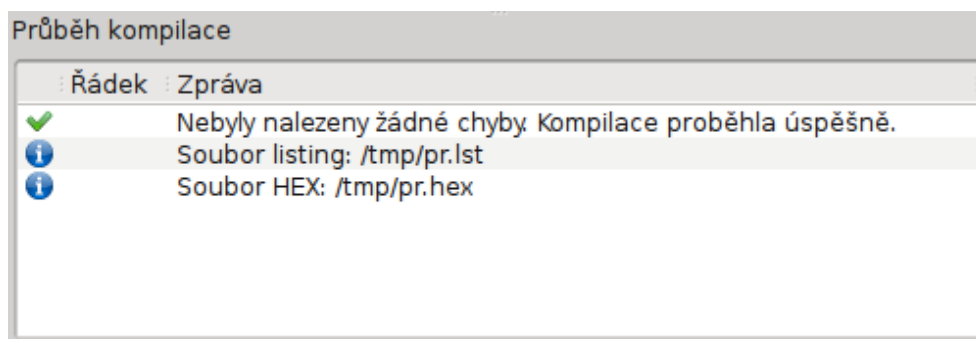 Průběh kompilace
Řádek Zpráva
Nebyly nalezeny žádné chyby. Kompilace proběhla úspěšně.
Soubor listing: /tmp/pr.lst
Soubor HEX: /tmp/pr.hex